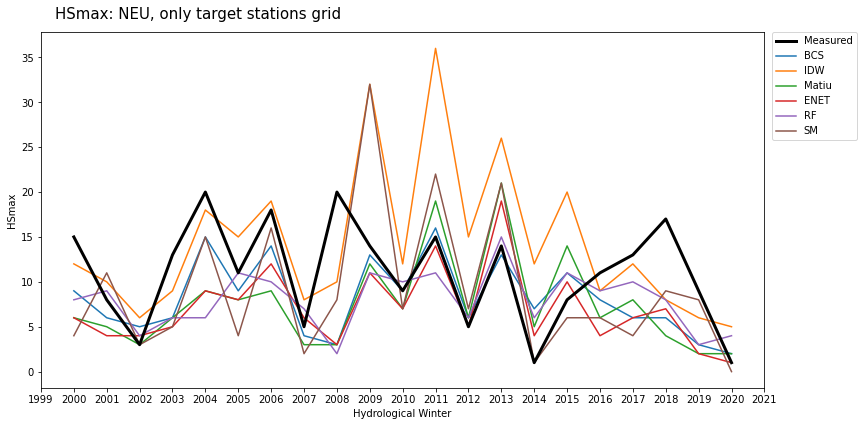 HSmax: NEU, only target stations grid
HSmax
35
30
25
20
15
10
5
0
1999 2000 2001 2002 2003 2004 2005 2006 2007 2008 2009 2010 2011 2012 2013 2014 2015 2016 2017 2018 2019 2020 2021
Hydrological Winter
Measured
BCS
IDW
Matiu
ENET
RF
SM